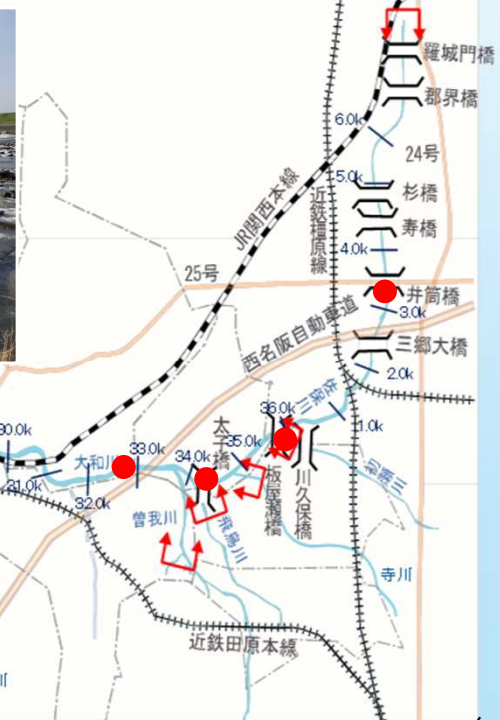 羅城門橋
郡界橋
6.0k
24号
5.0k
杉橋
JR関西本線
近鉄橿原線
寿橋
4.0k
25号
井筒橋
3.0k
西名阪自動車道
三郷大橋
2.0k
佐保川
36.0k
1.0k
太子橋
30.0k
33.0k
34.0k
35.0k
大和川
31.0k
32.0k
板屋瀬橋
川久保橋
初瀬川
曽我川
飛鳥川
寺川
近鉄田原本線
川